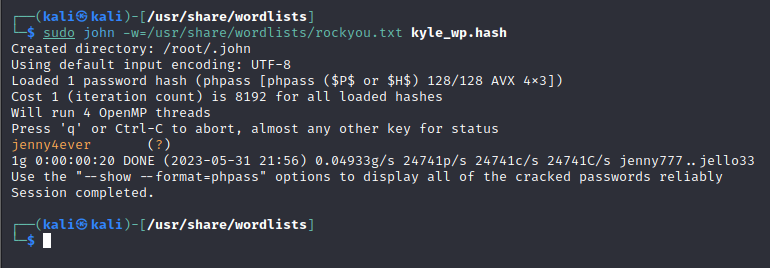 ┌──(kali㉿kali)-[/usr/share/wordlists]
└─$ sudo john -w=/usr/share/wordlists/rockyou.txt kyle_wp.hash
Created directory: /root/.john
Using default input encoding: UTF-8
Loaded 1 password hash (phpass [phpass ($P$ or $H$) 128/128 AVX 4×3])
Cost 1 (iteration count) is 8192 for all loaded hashes
Will run 4 OpenMP threads
Press 'q' or Ctrl-C to abort, almost any other key for status
jenny4ever       (?)
1g 0:00:00:20 DONE (2023-05-31 21:56) 0.04933g/s 24741p/s 24741c/s 24741C/s jenny777..jello33
Use the "--show --format=phpass" options to display all of the cracked passwords reliably
Session completed.
┌──(kali㉿kali)-[/usr/share/wordlists]
└─$